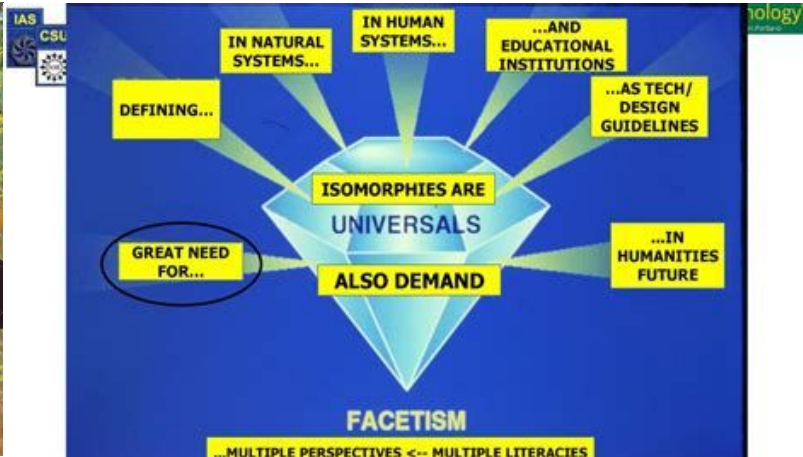 IAS
CSU
nology
IN NATURAL
SYSTEMS...
IN HUMAN
SYSTEMS...
...AND
EDUCATIONAL
INSTITUTIONS
DEFINING...
...AS TECH/
DESIGN
GUIDELINES
ISOMORPHIES ARE
UNIVERSALS
GREAT NEED
FOR...
ALSO DEMAND
...IN
HUMANITIES
FUTURE
FACETISM
...MULTIPLE PERSPECTIVES <-- MULTIPLE LITERACIES